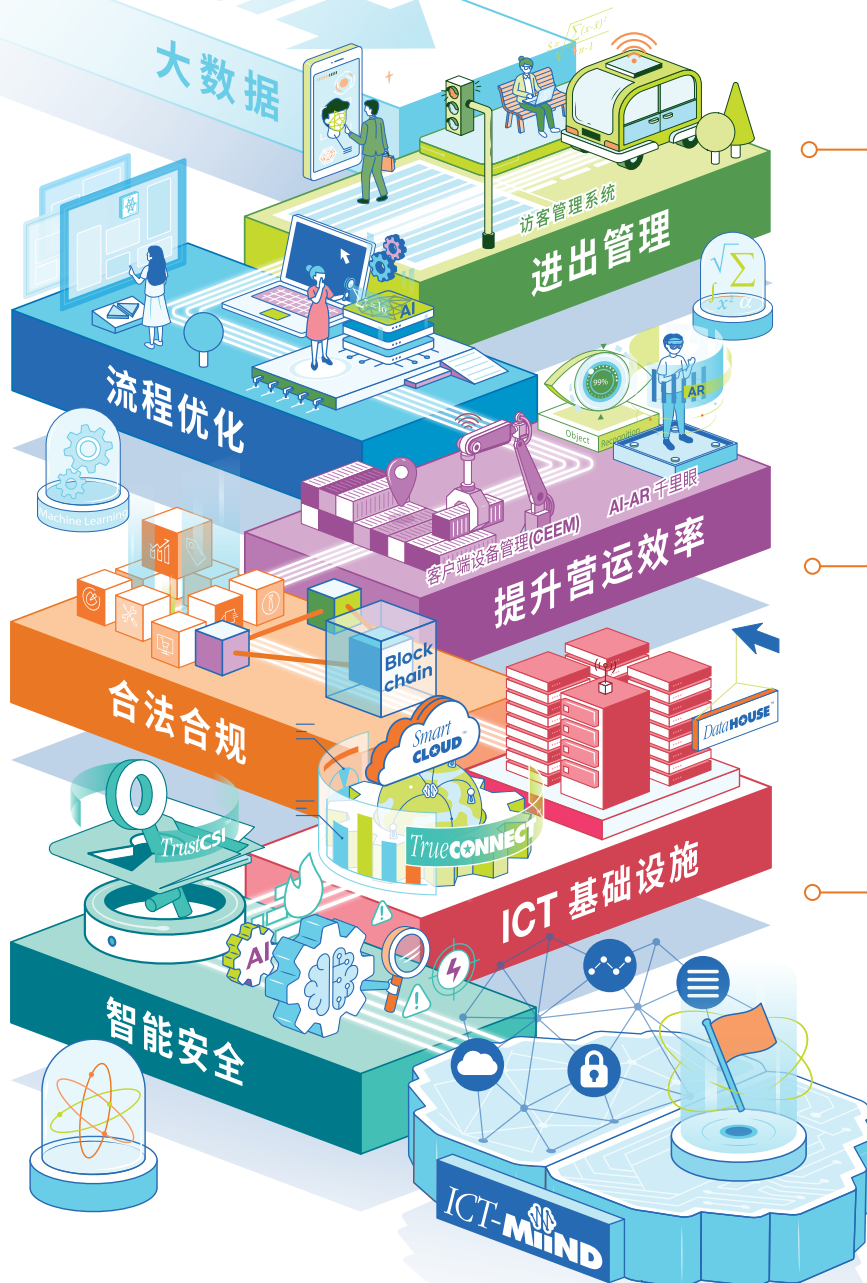 大数据
访客管理系统
进出管理
AI
流程优化
99%
AR
Object
Recognition
Machine Learning
AI-AR 千里眼
客户端设备管理(CEEM)
提升营运效率
Block
chain
合法合规
DataHOUSE™
Smart
CLOUD™
TrustCSI™
TrueCONNECT
ICT 基础设施
AI
智能安全
ICT-MiiND